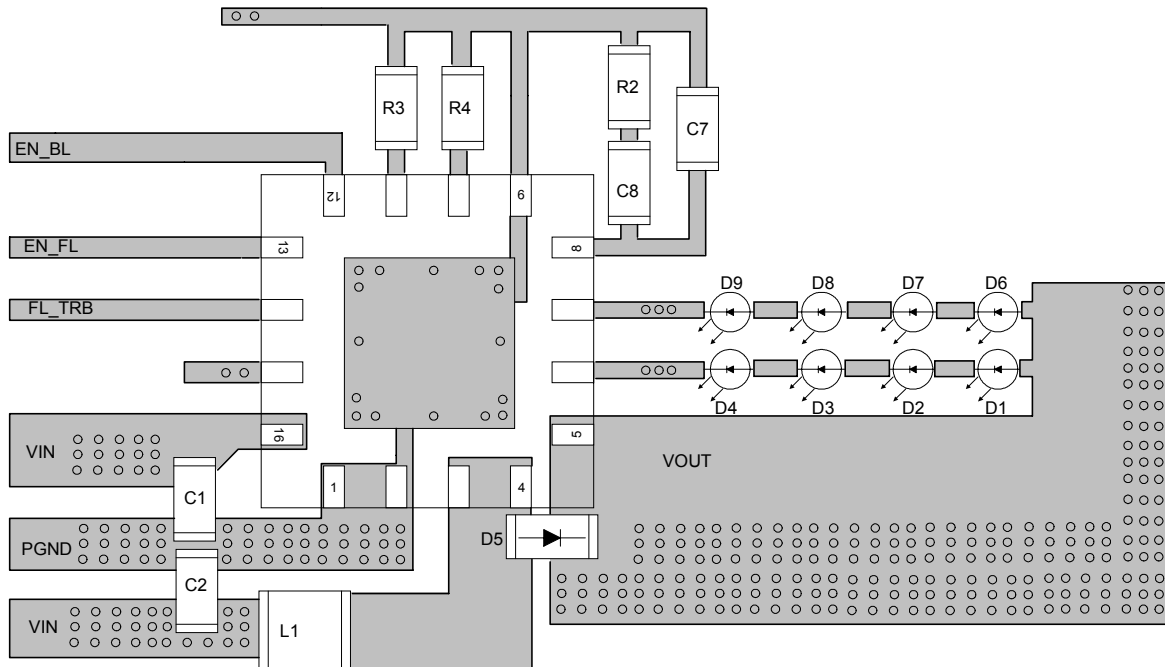 R3
R4
R2
C7
EN_BL
C8
12
9
EN_FL
13
8
FL_TRB
D9
D8
D7
D6
D4
D3
D2
D1
16
5
VIN
VOUT
1
4
C1
D5
PGND
C2
VIN
L1